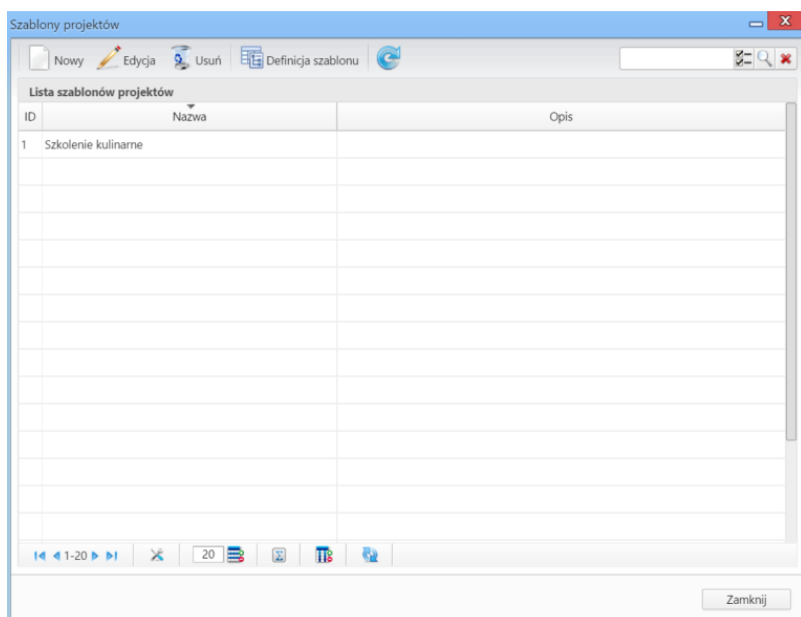 Szablony projektów
Nowy Edycja Usuń Definicja szablonu
Lista szablonów projektów
ID Nazwa Opis
1 Szkolenie kulinarne
1-20 20
Zamknij